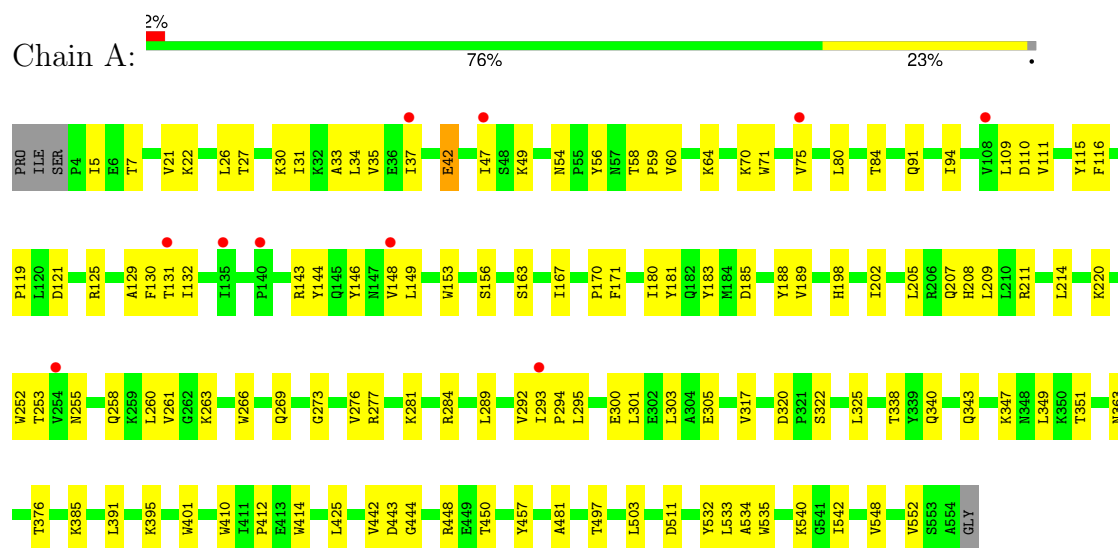 2%
Chain A:
76% 23% •
PRO ILE SER P4 I5 E6 T7 V21 K22 L26 T27 K30 I31 K32 A33 L34 V35 E36 I37 E42 I47 S48 K49 N54 P55 Y56 N57 T58 P59 V60 K64 K70 W71 V75 L80 T84 Q91 I94 V108 L109 D110 V111 Y115 F116
P119 L120 D121 R125 A129 F130 T131 I132 I135 P140 R143 Y144 Q145 Y146 N147 V148 L149 W153 S156 S163 I167 P170 F171 I180 Y181 Q182 Y183 M184 D185 Y188 V189 H198 I202 L205 R206 Q207 H208 L209 L210 R211 L214 K220
W252 T253 V254 N255 Q258 K259 L260 V261 G262 K263 W266 Q269 G273 V276 R277 K281 R284 L289 V292 I293 P294 L295 E300 L301 E302 L303 A304 E305 V317 D320 P321 S322 L325 T338 Y339 Q340 Q343 K347 N348 L349 K350 T351 N363
T376 K385 L391 K395 W401 W410 I411 P412 E413 W414 L425 V442 D443 G444 R448 E449 T450 Y457 A481 T497 L503 D511 Y532 L533 A534 W535 K540 G541 I542 V548 V552 S553 A554 GLY